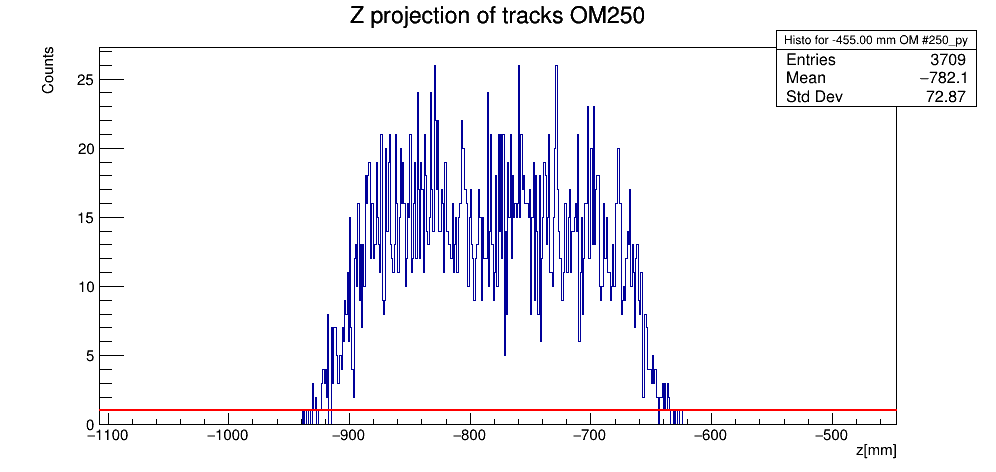 Z projection of tracks OM250
Histo for -455.00 mm OM #250_py
Entries 3709
Mean −782.1
Std Dev 72.87
Counts
25
20
15
10
5
0
−1100 −1000 −900 −800 −700 −600 −500
z[mm]